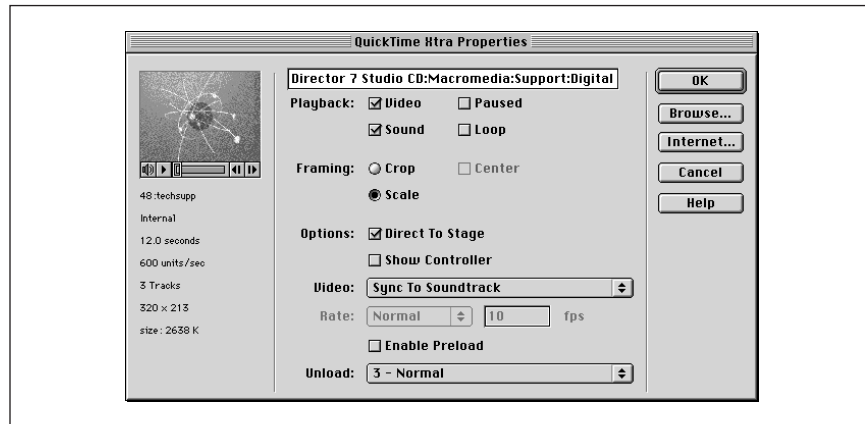 QuickTime Xtra Properties
Director 7 Studio CD:Macromedia:Support:Digital
Playback: Video Paused
Sound Loop
Framing: Crop Center
Scale
Options: Direct To Stage
Show Controller
Video: Sync To Soundtrack
Rate: Normal 10 fps
Enable Preload
Unload: 3 - Normal
48:techsupp
Internal
12.0 seconds
600 units/sec
3 Tracks
320 x 213
size: 2638 K
OK
Browse...
Internet...
Cancel
Help